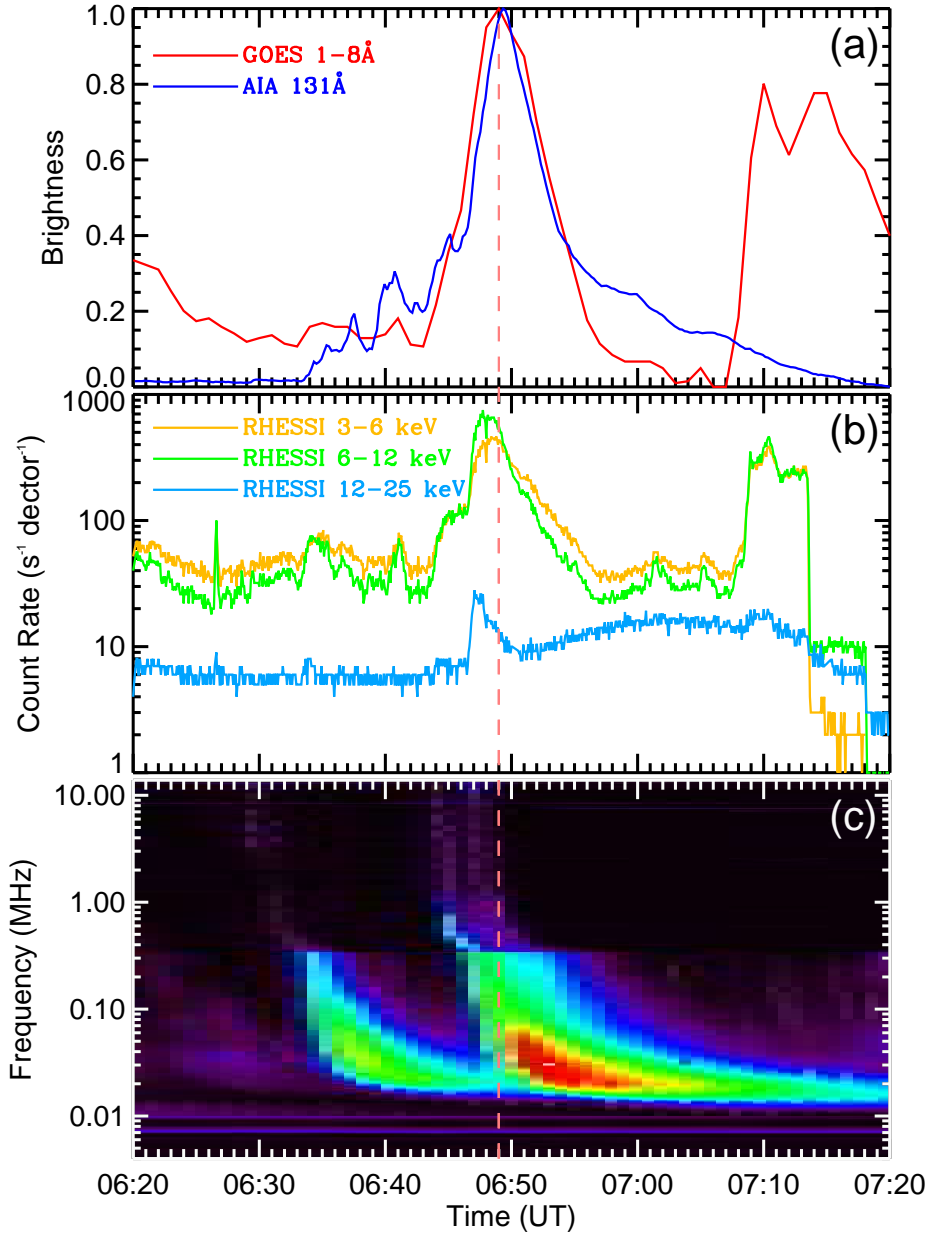 (a)
GOES 1-8Å
AIA 131Å
Brightness
1.0
0.8
0.6
0.4
0.2
0.0
(b)
RHESSI 3-6 keV
RHESSI 6-12 keV
RHESSI 12-25 keV
Count Rate (s⁻¹ dector⁻¹)
1000
100
10
1
(c)
Frequency (MHz)
10.00
1.00
0.10
0.01
06:20 06:30 06:40 06:50 07:00 07:10 07:20
Time (UT)